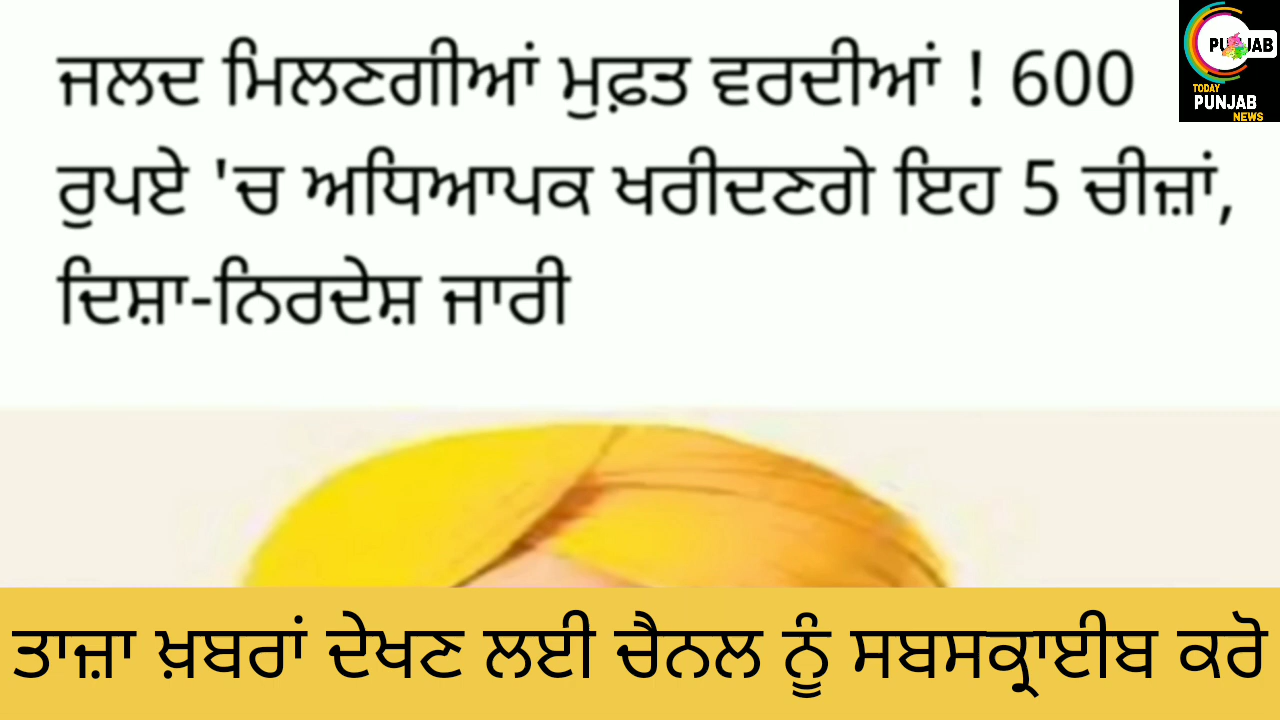 ਜਲਦ ਮਿਲਣਗੀਆਂ ਮੁਫ਼ਤ ਵਰਦੀਆਂ ! 600
ਰੁਪਏ 'ਚ ਅਧਿਆਪਕ ਖਰੀਦਣਗੇ ਇਹ 5 ਚੀਜ਼ਾਂ,
ਦਿਸ਼ਾ-ਨਿਰਦੇਸ਼ ਜਾਰੀ
PUNJAB
TODAY
PUNJAB
NEWS
ਤਾਜ਼ਾ ਖ਼ਬਰਾਂ ਦੇਖਣ ਲਈ ਚੈਨਲ ਨੂੰ ਸਬਸਕ੍ਰਾਈਬ ਕਰੋ